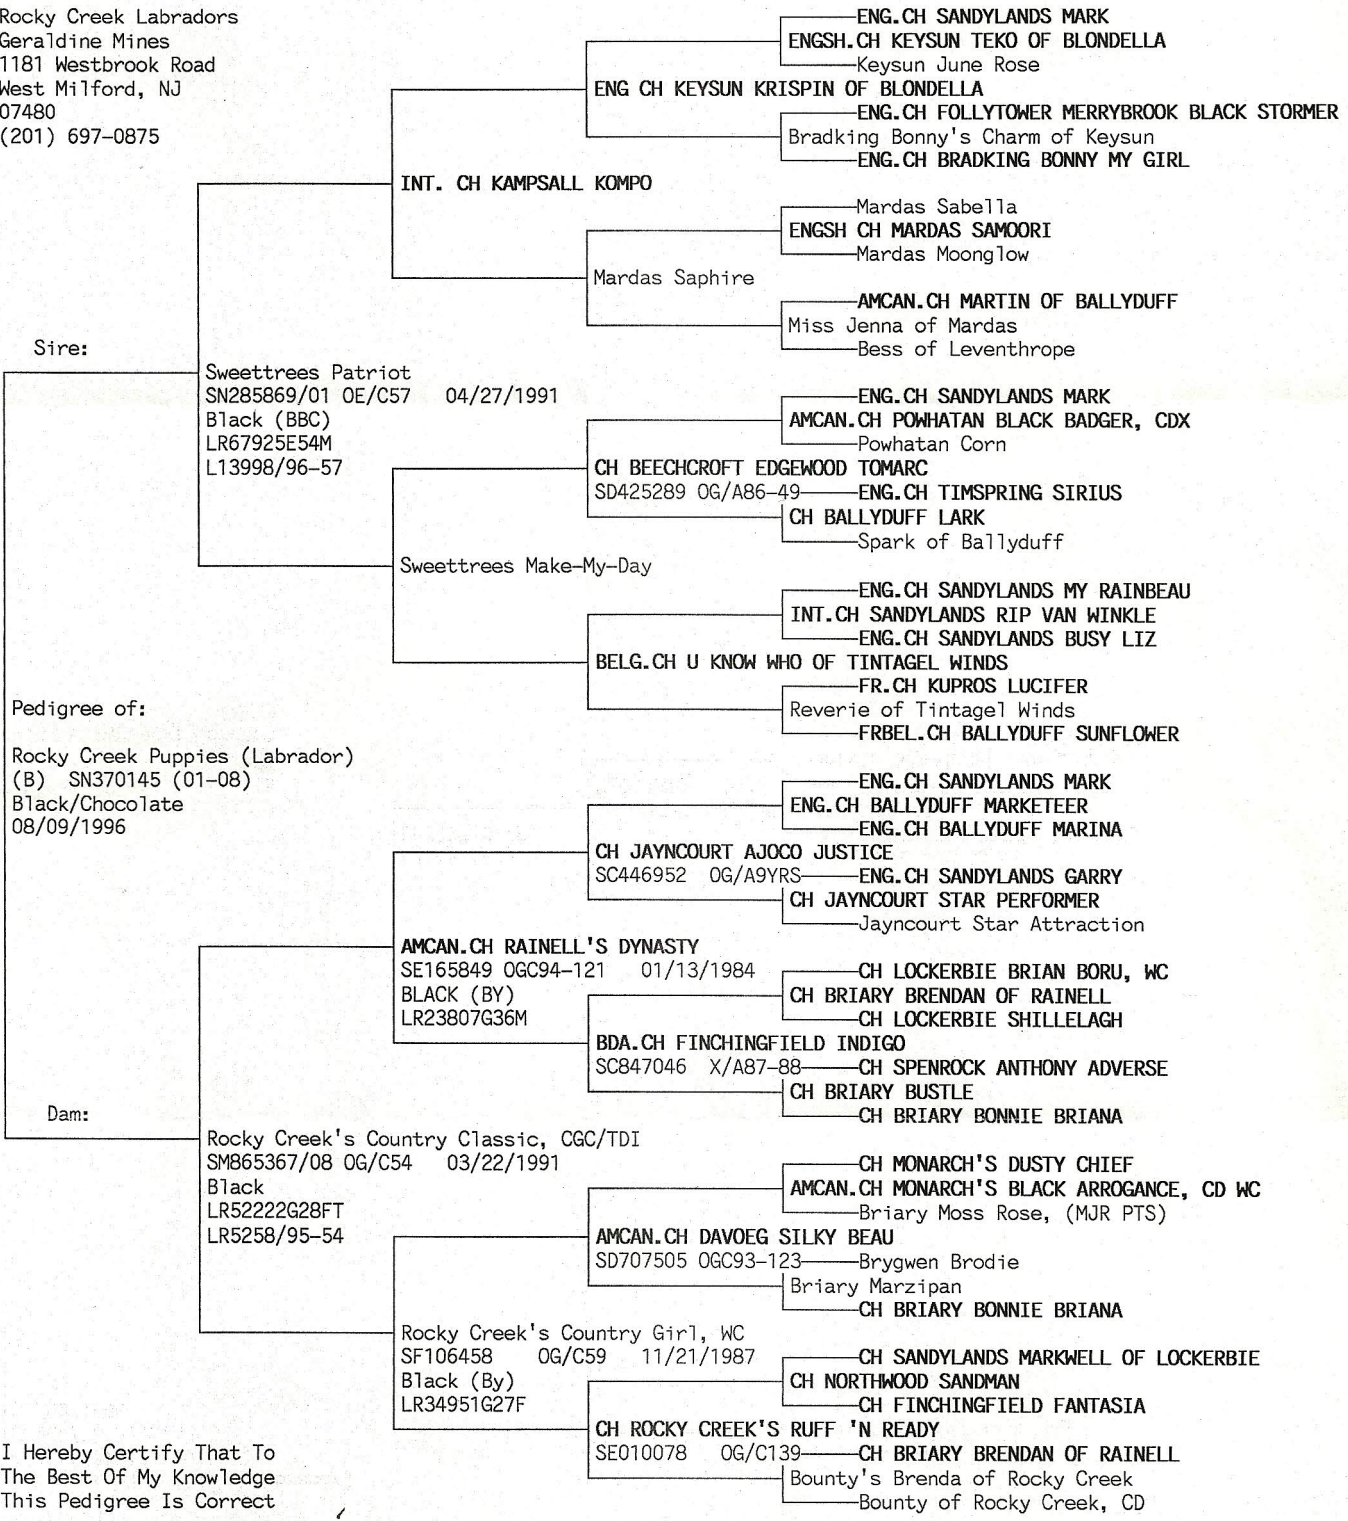 Rocky Creek Labradors
Geraldine Mines
1181 Westbrook Road
West Milford, NJ
07480
(201) 697-0875
ENG.CH SANDYLANDS MARK
ENGSH.CH KEYSUN TEKO OF BLONDELLA
Keysun June Rose
ENG CH KEYSUN KRISPIN OF BLONDELLA
ENG.CH FOLLYTOWER MERRYBROOK BLACK STORMER
Bradking Bonny's Charm of Keysun
ENG.CH BRADKING BONNY MY GIRL
INT. CH KAMPSALL KOMPO
Mardas Sabella
ENGSH CH MARDAS SAMOORI
Mardas Moonglow
Mardas Saphire
AMCAN.CH MARTIN OF BALLYDUFF
Miss Jenna of Mardas
Bess of Leventhrope
Sire:
Sweettrees Patriot
SN285869/01 OE/C57 04/27/1991
Black (BBC)
LR67925E54M
L13998/96-57
ENG.CH SANDYLANDS MARK
AMCAN.CH POWHATAN BLACK BADGER, CDX
Powhatan Corn
CH BEECHCROFT EDGEWOOD TOMARC
SD425289 OG/A86-49
ENG.CH TIMSPRING SIRIUS
CH BALLYDUFF LARK
Spark of Ballyduff
Sweettrees Make-My-Day
ENG.CH SANDYLANDS MY RAINBEAU
INT.CH SANDYLANDS RIP VAN WINKLE
ENG.CH SANDYLANDS BUSY LIZ
BELG.CH U KNOW WHO OF TINTAGEL WINDS
FR.CH KUPROS LUCIFER
Reverie of Tintagel Winds
FRBEL.CH BALLYDUFF SUNFLOWER
Pedigree of:
Rocky Creek Puppies (Labrador)
(B) SN370145 (01-08)
Black/Chocolate
08/09/1996
ENG.CH SANDYLANDS MARK
ENG.CH BALLYDUFF MARKETEER
ENG.CH BALLYDUFF MARINA
CH JAYNCOURT AJOCO JUSTICE
SC446952 OG/A9YRS
ENG.CH SANDYLANDS GARRY
CH JAYNCOURT STAR PERFORMER
Jayncourt Star Attraction
AMCAN.CH RAINELL'S DYNASTY
SE165849 OGC94-121 01/13/1984
BLACK (BY)
LR23807G36M
CH LOCKERBIE BRIAN BORU, WC
CH BRIARY BRENDAN OF RAINELL
CH LOCKERBIE SHILLELAGH
BDA.CH FINCHINGFIELD INDIGO
SC847046 X/A87-88
CH SPENROCK ANTHONY ADVERSE
CH BRIARY BUSTLE
CH BRIARY BONNIE BRIANA
Dam:
Rocky Creek's Country Classic, CGC/TDI
SM865367/08 OG/C54 03/22/1991
Black
LR52222G28FT
LR5258/95-54
CH MONARCH'S DUSTY CHIEF
AMCAN.CH MONARCH'S BLACK ARROGANCE, CD WC
Briary Moss Rose, (MJR PTS)
AMCAN.CH DAVOEG SILKY BEAU
SD707505 OGC93-123
Brygwen Brodie
Briary Marzipan
CH BRIARY BONNIE BRIANA
Rocky Creek's Country Girl, WC
SF106458 OG/C59 11/21/1987
Black (By)
LR34951G27F
CH SANDYLANDS MARKWELL OF LOCKERBIE
CH NORTHWOOD SANDMAN
CH FINCHINGFIELD FANTASIA
CH ROCKY CREEK'S RUFF 'N READY
SE010078 OG/C139
CH BRIARY BRENDAN OF RAINELL
Bounty's Brenda of Rocky Creek
Bounty of Rocky Creek, CD
I Hereby Certify That To
The Best Of My Knowledge
This Pedigree Is Correct